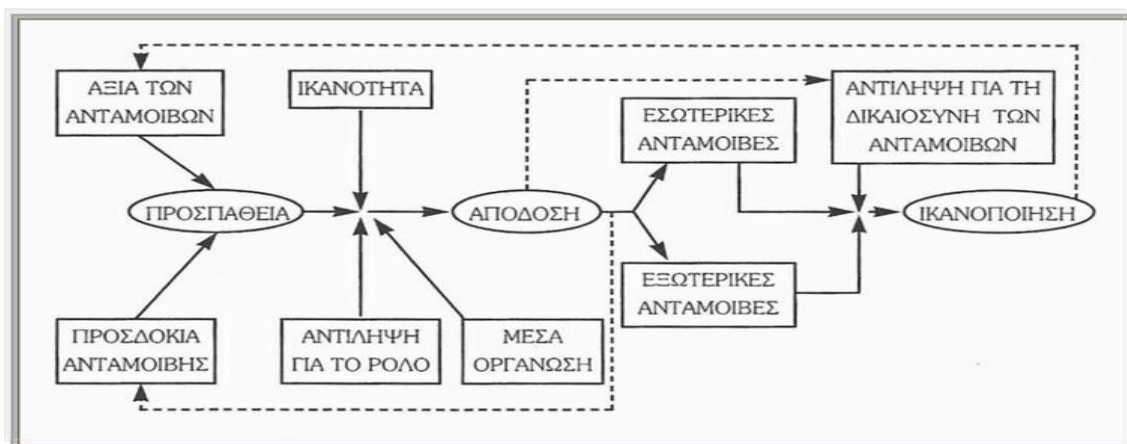 ΑΞΙΑ ΤΩΝ
ΑΝΤΑΜΟΙΒΩΝ
ΙΚΑΝΟΤΗΤΑ
ΕΣΩΤΕΡΙΚΕΣ
ΑΝΤΑΜΟΙΒΕΣ
ΑΝΤΙΛΗΨΗ ΓΙΑ ΤΗ
ΔΙΚΑΙΟΣΥΝΗ ΤΩΝ
ΑΝΤΑΜΟΙΒΩΝ
ΠΡΟΣΠΑΘΕΙΑ
ΑΠΟΔΟΣΗ
ΙΚΑΝΟΠΟΙΗΣΗ
ΕΞΩΤΕΡΙΚΕΣ
ΑΝΤΑΜΟΙΒΕΣ
ΠΡΟΣΔΟΚΙΑ
ΑΝΤΑΜΟΙΒΗΣ
ΑΝΤΙΛΗΨΗ
ΓΙΑ ΤΟ ΡΟΛΟ
ΜΕΣΑ
ΟΡΓΑΝΩΣΗ